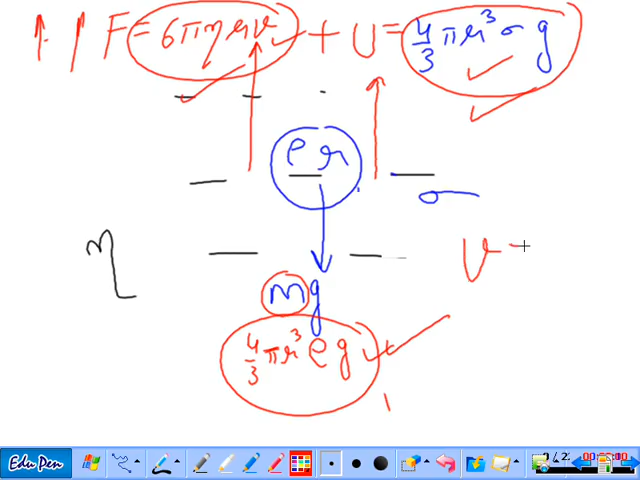 F = 6πηrv + U = 4/3 πr³σg
ρ r
σ
η
v -
mg
4/3 πr³ρg
Edu Pen